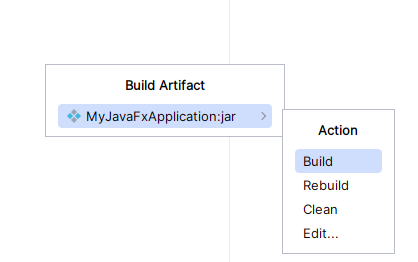 Build Artifact
MyJavaFxApplication:jar
Action
Build
Rebuild
Clean
Edit...